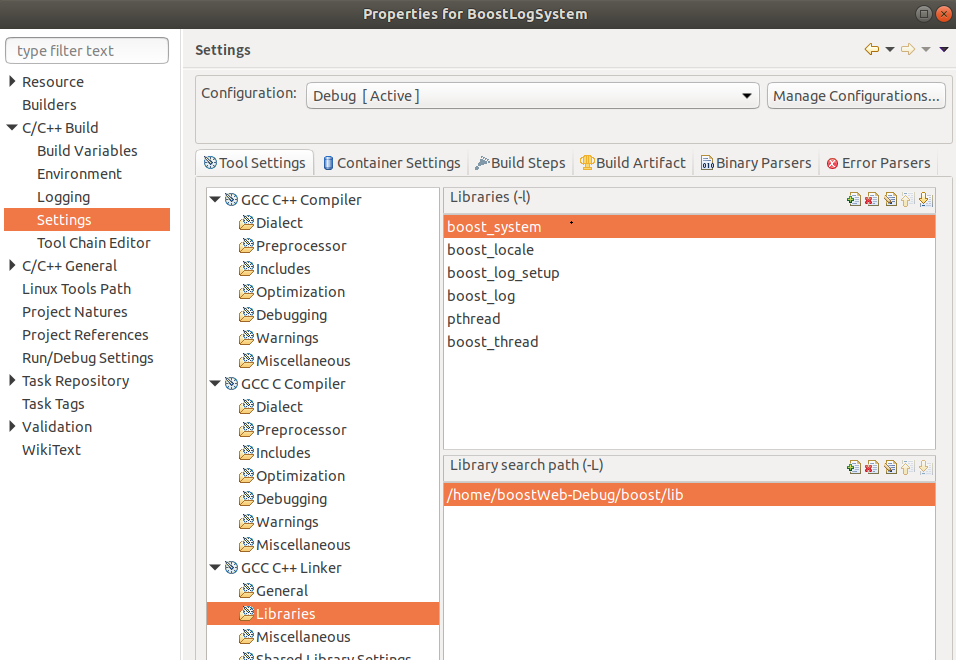 Properties for BoostLogSystem
type filter text
Resource
Builders
C/C++ Build
Build Variables
Environment
Logging
Settings
Tool Chain Editor
C/C++ General
Linux Tools Path
Project Natures
Project References
Run/Debug Settings
Task Repository
Task Tags
Validation
WikiText
Settings
Configuration: Debug [ Active ] Manage Configurations...
Tool Settings Container Settings Build Steps Build Artifact Binary Parsers Error Parsers
GCC C++ Compiler
Dialect
Preprocessor
Includes
Optimization
Debugging
Warnings
Miscellaneous
GCC C Compiler
Dialect
Preprocessor
Includes
Optimization
Debugging
Warnings
Miscellaneous
GCC C++ Linker
General
Libraries
Miscellaneous
Shared Library Settings
Libraries (-l)
boost_system
boost_locale
boost_log_setup
boost_log
pthread
boost_thread
Library search path (-L)
/home/boostWeb-Debug/boost/lib